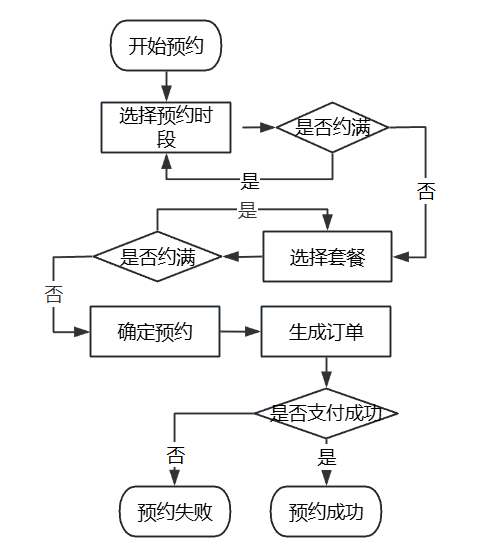 开始预约
选择预约时
段
是否约满
是
否
是
是否约满
选择套餐
否
确定预约
生成订单
是否支付成功
否
是
预约失败
预约成功